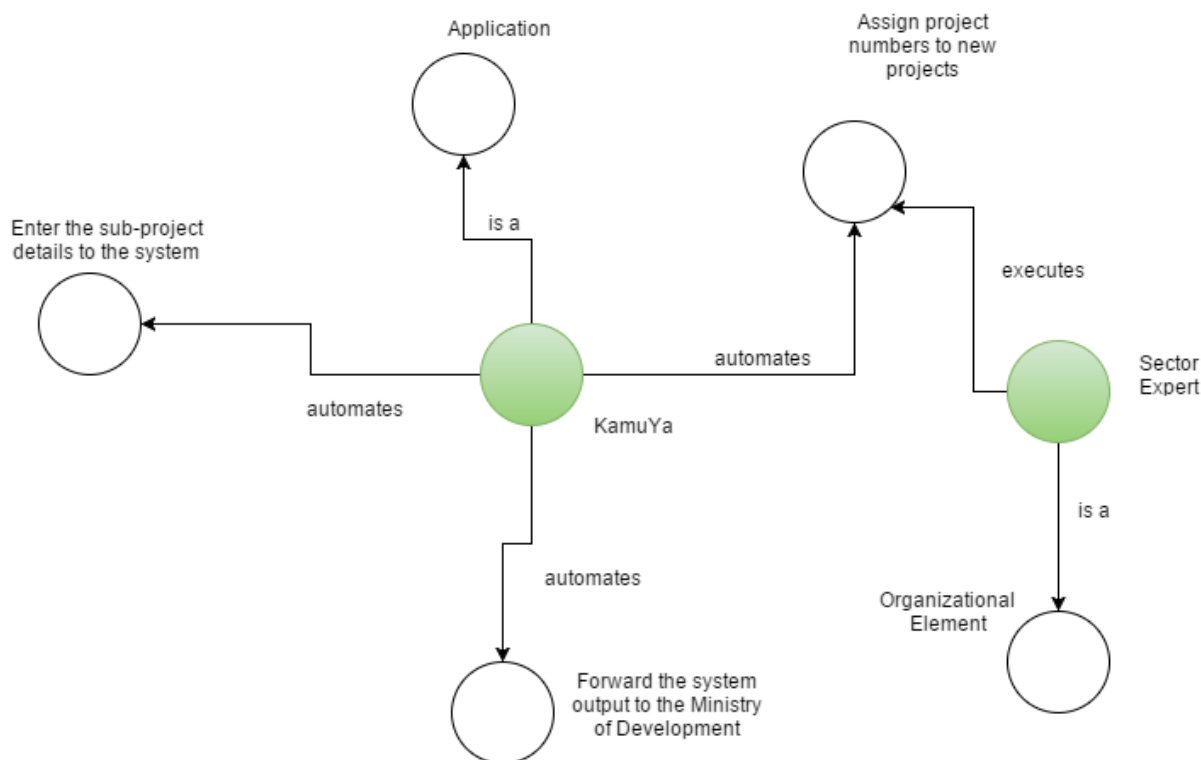 Application
Assign project
numbers to new
projects
Enter the sub-project
details to the system
is a
executes
automates
automates
KamuYa
Sector
Expert
is a
automates
Organizational
Element
Forward the system
output to the Ministry
of Development